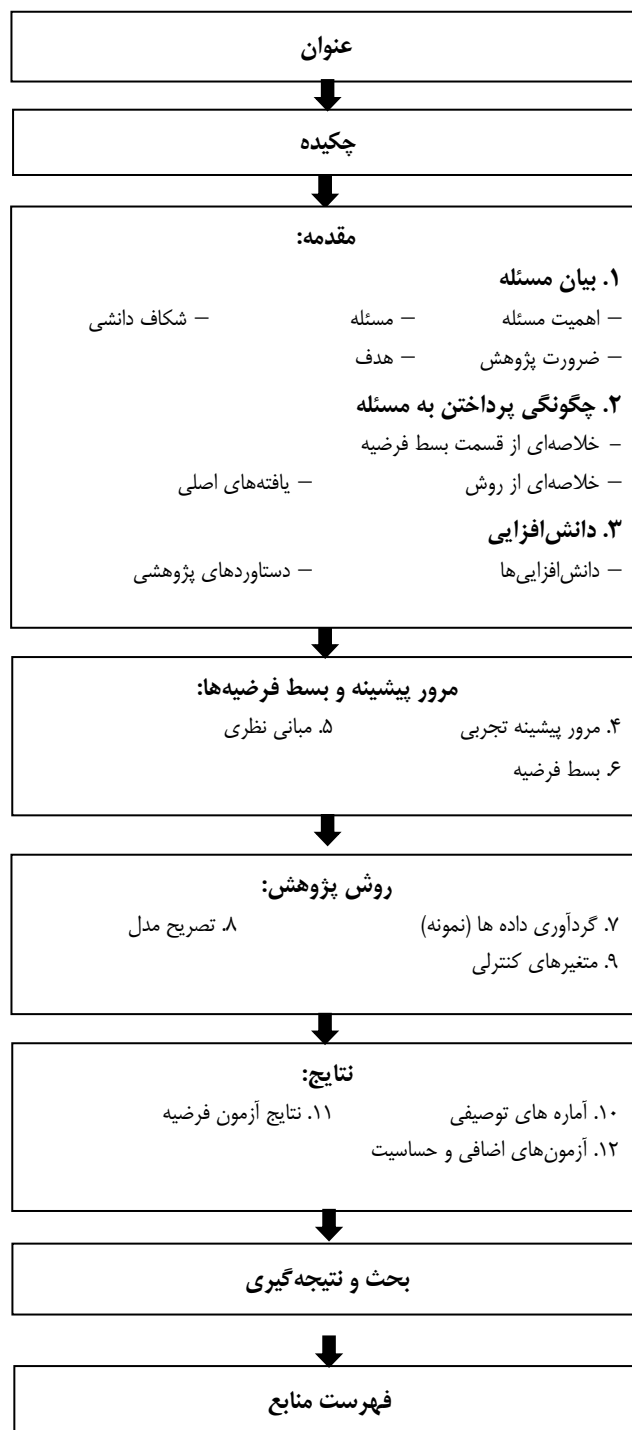 عنوان
چکیده
مقدمه:
۱. بیان مسئله
– اهمیت مسئله – مسئله – شکاف دانشی
– ضرورت پژوهش – هدف
۲. چگونگی پرداختن به مسئله
- خلاصه‌ای از قسمت بسط فرضیه
– خلاصه‌ای از روش – یافته‌های اصلی
۳. دانش‌افزایی
– دانش‌افزایی‌ها – دستاوردهای پژوهشی
مرور پیشینه و بسط فرضیه‌ها:
۴. مرور پیشینه تجربی ۵. مبانی نظری
۶. بسط فرضیه
روش پژوهش:
۷. گردآوری داده ها (نمونه) ۸. تصریح مدل
۹. متغیرهای کنترلی
نتایج:
۱۰. آماره های توصیفی ۱۱. نتایج آزمون فرضیه
۱۲. آزمون‌های اضافی و حساسیت
بحث و نتیجه‌گیری
فهرست منابع